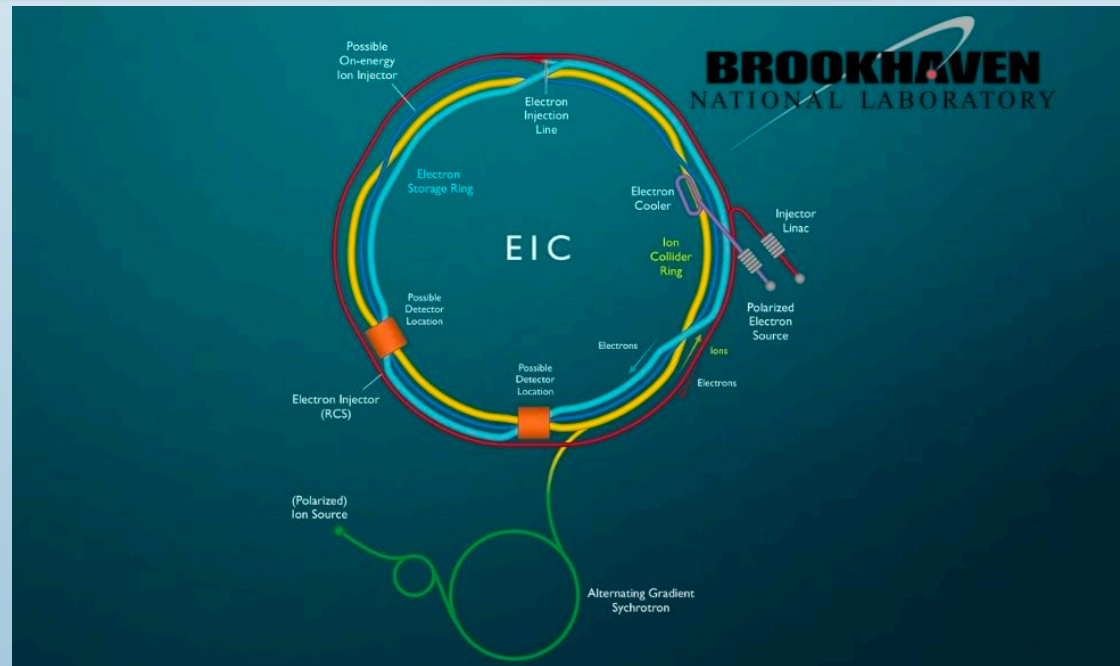 Possible
On-energy
Ion Injector
BROOKHAVEN
NATIONAL LABORATORY
Electron
Injection
Line
Electron
Storage Ring
Electron
Cooler
Injector
Linac
EIC
Ion
Collider
Ring
Possible
Detector
Location
Polarized
Electron
Source
Electrons
Ions
Possible
Detector
Location
Electrons
Electron Injector
(RCS)
(Polarized)
Ion Source
Alternating Gradient
Sychrotron